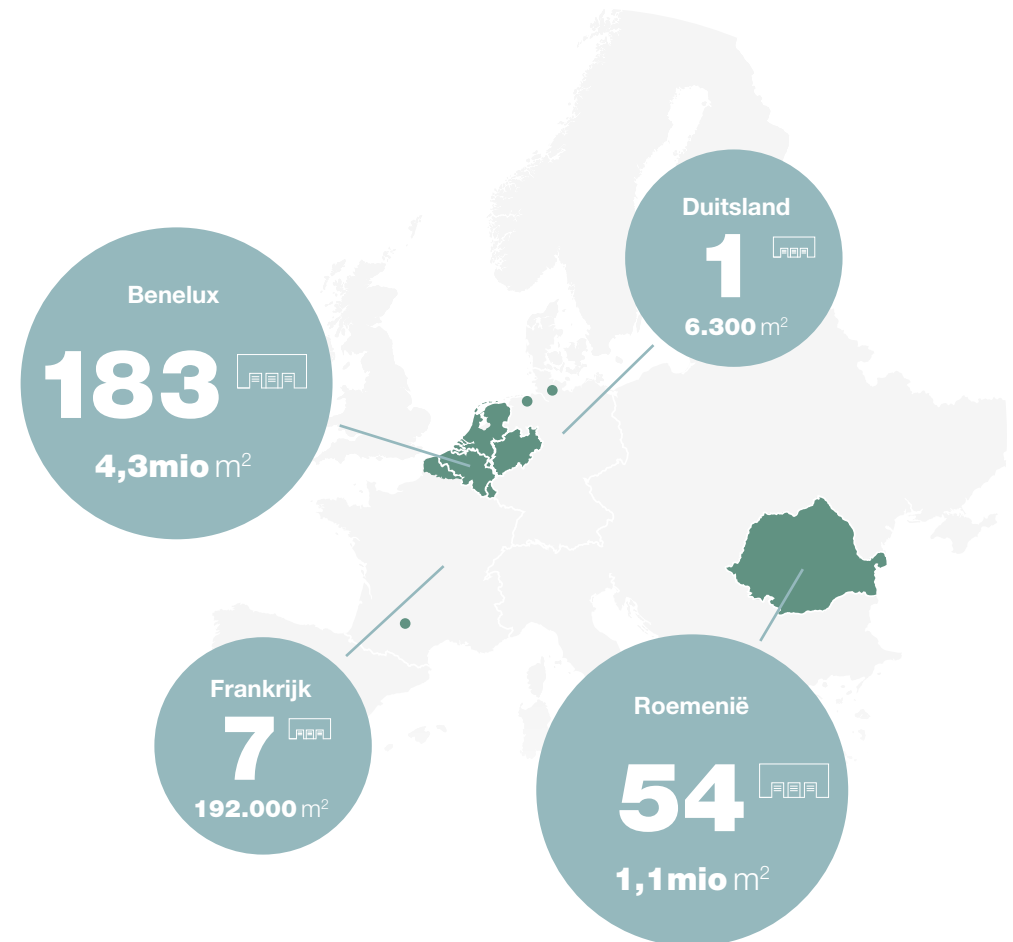 Duitsland
1
6.300 m²
Benelux
183
4,3mio m²
Frankrijk
7
192.000 m²
Roemenië
54
1,1mio m²